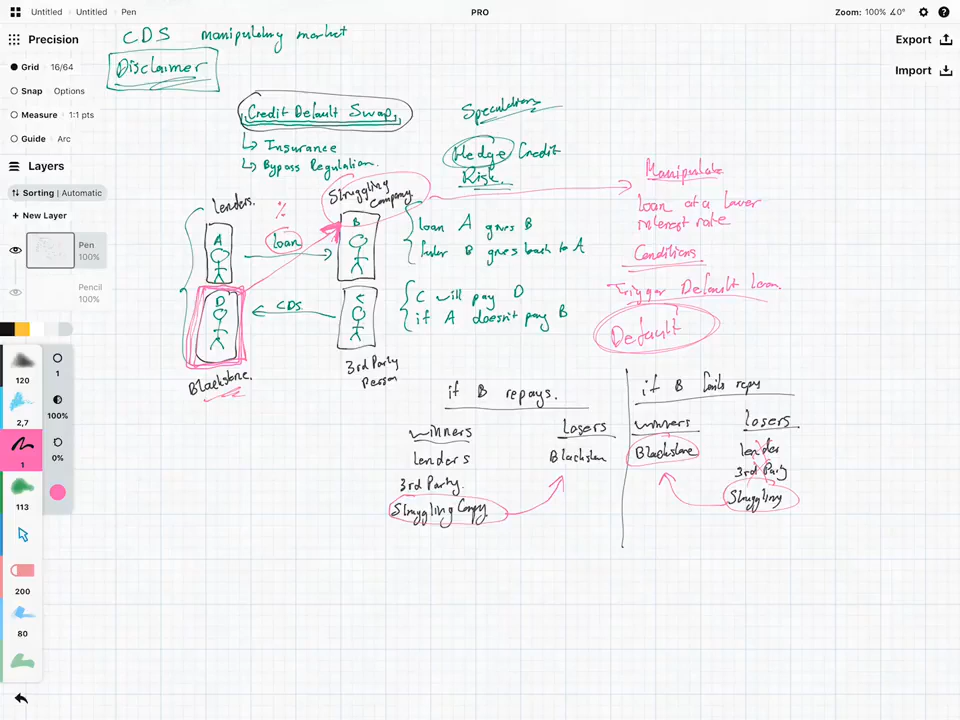 Untitled Untitled Pen
PRO
Zoom: 100% ∠0°
Precision
Grid 16/64
Snap Options
Measure 1:1 pts
Guide Arc
Layers
Sorting | Automatic
+ New Layer
Pen
100%
Pencil
100%
Export
Import
120
2,7
1
113
200
80
1
100%
0%
CDS manipulating market
Disclaimer
Credit Default Swap
↳ Insurance
↳ Bypass Regulation.
Speculations
Hedge Credit
Risk.
Lenders.
%
Struggling
Company
A
loan
B
D
CDS
C
Blackstone.
3rd Party
Person
loan A gives B
later B gives back to A
C will pay D
if A doesn't pay B
Manipulate
Loan at a lower
interest rate
Conditions
Trigger Default Loan.
Default
if B repays.
winners
lenders
3rd Party.
Struggling Compy
losers
Blackston
if B fails repay
winners
Blackstone
losers
lender
3rd Party
Struggling